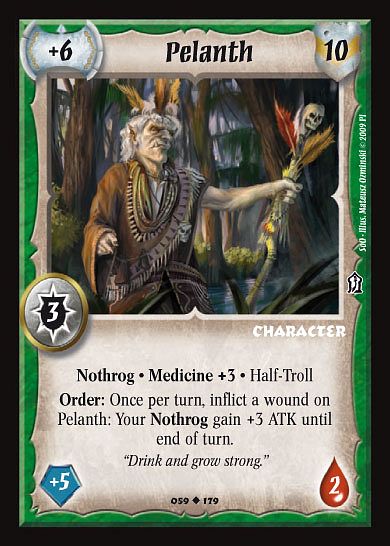 +6
Pelanth
10
SOO · Illus. Mateusz Ozminski © 2009 PI
3
CHARACTER
Nothrog • Medicine +3 • Half-Troll
Order: Once per turn, inflict a wound on
Pelanth: Your Nothrog gain +3 ATK until
end of turn.
“Drink and grow strong.”
+5
059 ◆ 179
2